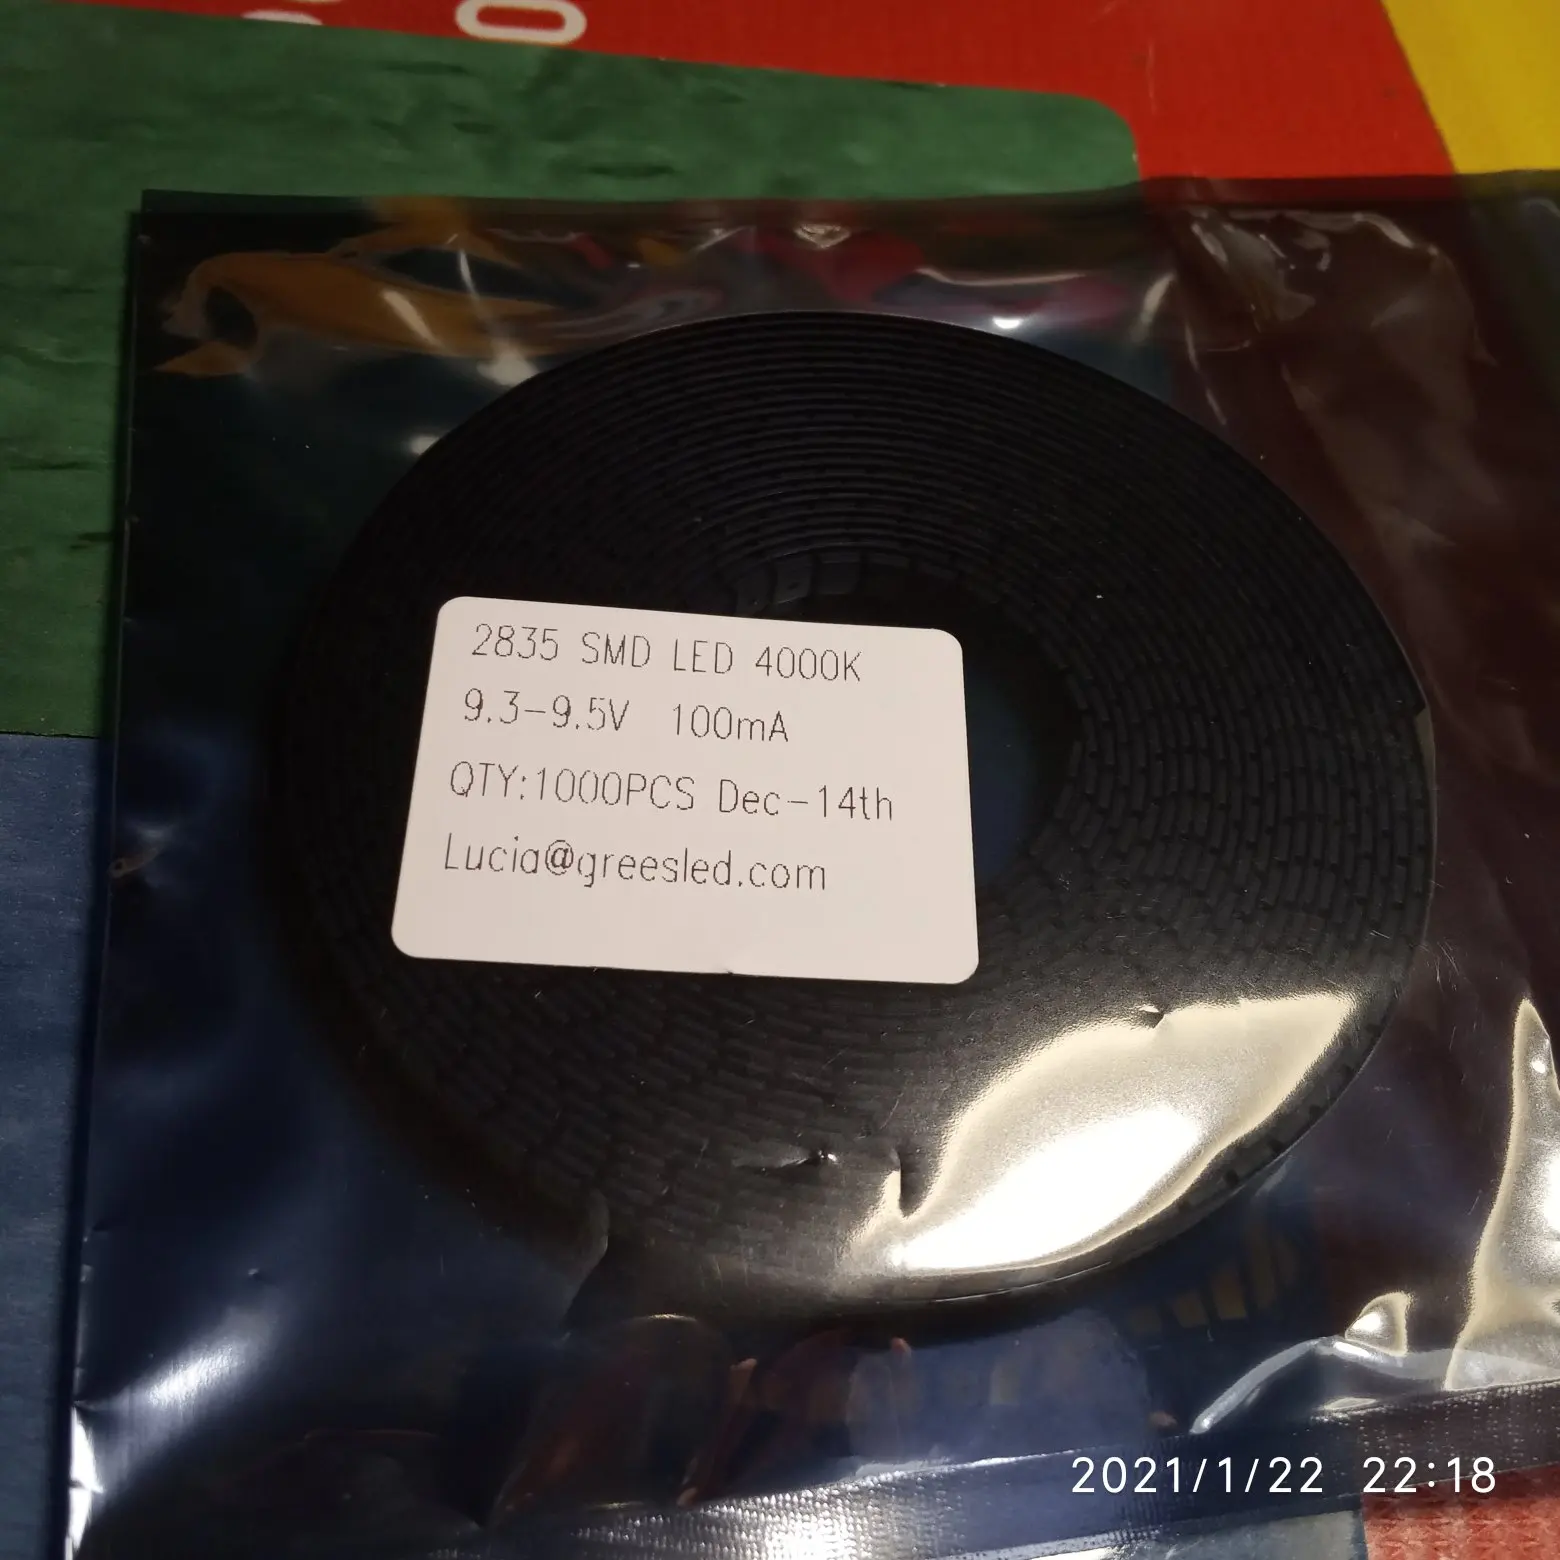 2835 SMD LED 4000K
9.3-9.5V 100mA
QTY:1000PCS Dec-14th
Lucia@greesled.com
2021/1/22 22:18